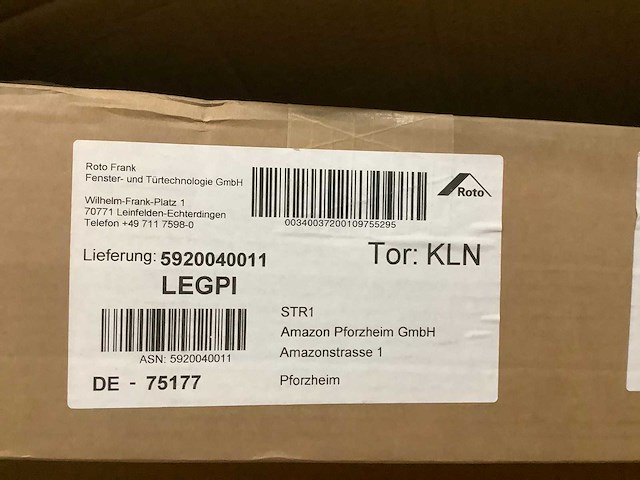 Roto Frank
Fenster- und Türtechnologie GmbH
Wilhelm-Frank-Platz 1
70771 Leinfelden-Echterdingen
Telefon +49 711 7598-0
00340037200109755295
Roto
Lieferung: 5920040011
Tor: KLN
LEGPI
ASN: 5920040011
DE - 75177
STR1
Amazon Pforzheim GmbH
Amazonstrasse 1
Pforzheim